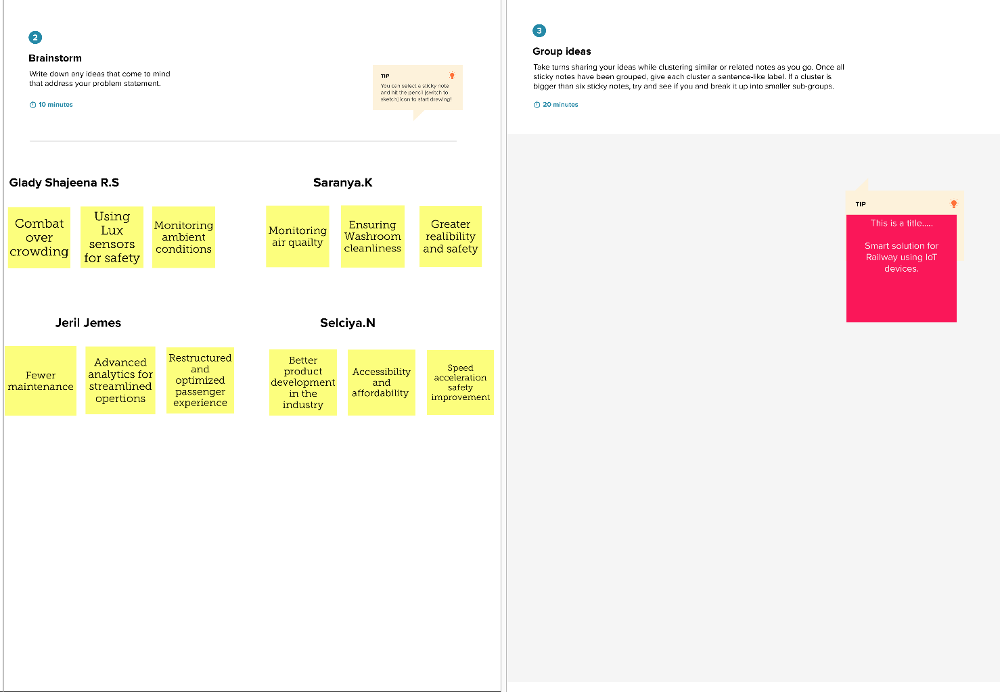 2
Brainstorm
Write down any ideas that come to mind
that address your problem statement.
10 minutes
TIP
You can select a sticky note
and hit the pencil [switch to
sketch] icon to start drawing!
Glady Shajeena R.S
Combat
over
crowding
Using
Lux
sensors
for safety
Monitoring
ambient
conditions
Saranya.K
Monitoring
air quailty
Ensuring
Washroom
cleanliness
Greater
realibility
and safety
Jeril Jemes
Fewer
maintenance
Advanced
analytics for
streamlined
opertions
Restructured
and
optimized
passenger
experience
Selciya.N
Better
product
development
in the
industry
Accessibility
and
affordability
Speed
acceleration
safety
improvement
3
Group ideas
Take turns sharing your ideas while clustering similar or related notes as you go. Once all
sticky notes have been grouped, give each cluster a sentence-like label. If a cluster is
bigger than six sticky notes, try and see if you and break it up into smaller sub-groups.
20 minutes
TIP
This is a title.....
Smart solution for
Railway using IoT
devices.